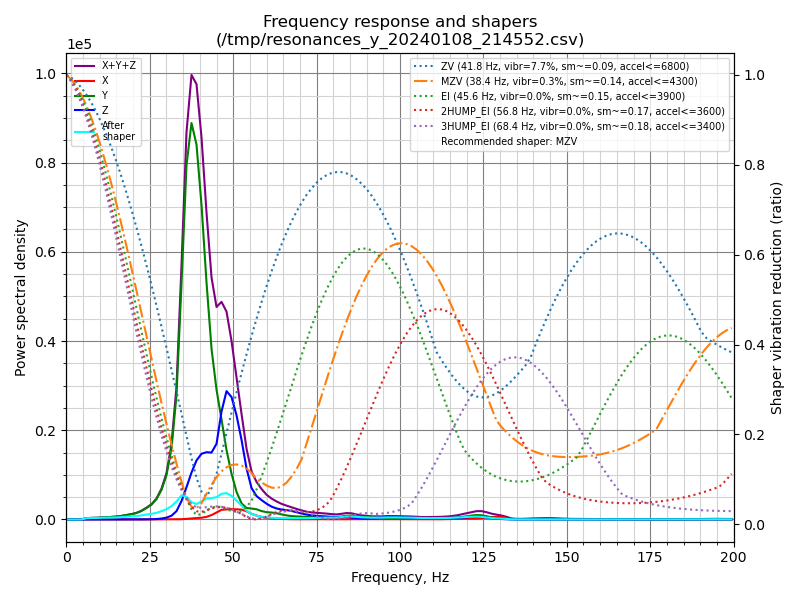 Frequency response and shapers
(/tmp/resonances_y_20240108_214552.csv)
1e5
X+Y+Z
X
Y
Z
After
shaper
ZV (41.8 Hz, vibr=7.7%, sm~=0.09, accel<=6800)
MZV (38.4 Hz, vibr=0.3%, sm~=0.14, accel<=4300)
EI (45.6 Hz, vibr=0.0%, sm~=0.15, accel<=3900)
2HUMP_EI (56.8 Hz, vibr=0.0%, sm~=0.17, accel<=3600)
3HUMP_EI (68.4 Hz, vibr=0.0%, sm~=0.18, accel<=3400)
Recommended shaper: MZV
Power spectral density
1.0
0.8
0.6
0.4
0.2
0.0
1.0
0.8
0.6
0.4
0.2
0.0
Shaper vibration reduction (ratio)
0 25 50 75 100 125 150 175 200
Frequency, Hz